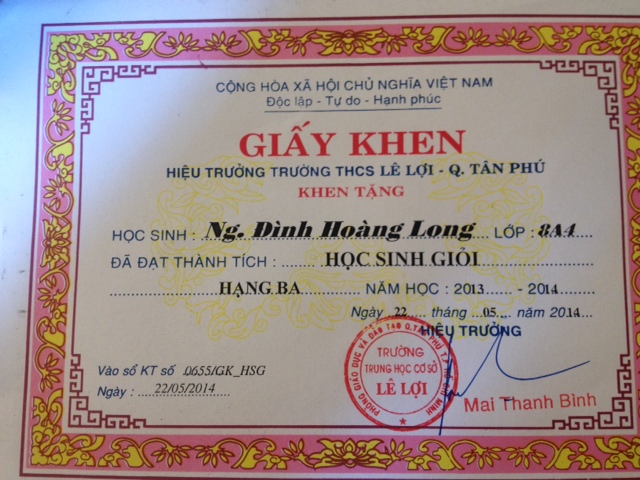 CỘNG HÒA XÃ HỘI CHỦ NGHĨA VIỆT NAM
Độc lập - Tự do - Hạnh phúc
GIẤY KHEN
HIỆU TRƯỞNG TRƯỜNG THCS LÊ LỢI - Q. TÂN PHÚ
KHEN TẶNG
HỌC SINH : Ng. Đình Hoàng Long LỚP : 8A4
ĐÃ ĐẠT THÀNH TÍCH : HỌC SINH GIỎI
HẠNG BA NĂM HỌC : 2013 - 2014
Ngày 22 tháng 05 năm 2014
HIỆU TRƯỞNG
PHÒNG GIÁO DỤC VÀ ĐÀO TẠO Q.TÂN PHÚ T.P HỒ CHÍ MINH
TRƯỜNG
TRUNG HỌC CƠ SỞ
LÊ LỢI
Vào sổ KT số .0655/GK_HSG
Ngày : 22/05/2014
Mai Thanh Bình